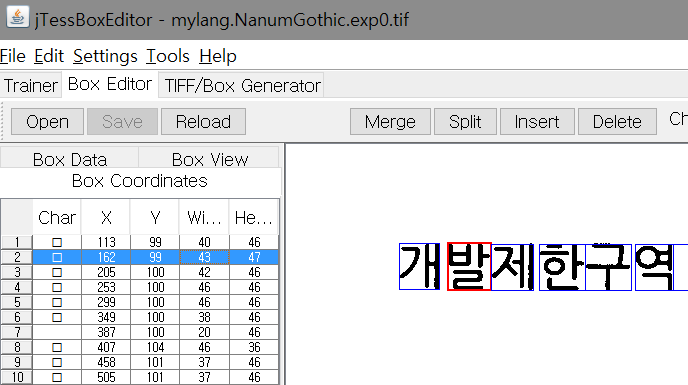 jTessBoxEditor - mylang.NanumGothic.exp0.tif
File Edit Settings Tools Help
Trainer Box Editor TIFF/Box Generator
Open Save Reload Merge Split Insert Delete Ch
Box Data Box View
Box Coordinates
Char X Y Wi... He...
1 □ 113 99 40 46
2 □ 162 99 43 47
3 □ 205 100 42 46
4 □ 253 100 46 46
5 □ 299 100 46 46
6 □ 349 100 38 46
7 387 100 20 46
8 □ 407 104 46 36
9 □ 458 101 37 46
10 □ 505 101 37 46
개발제한구역